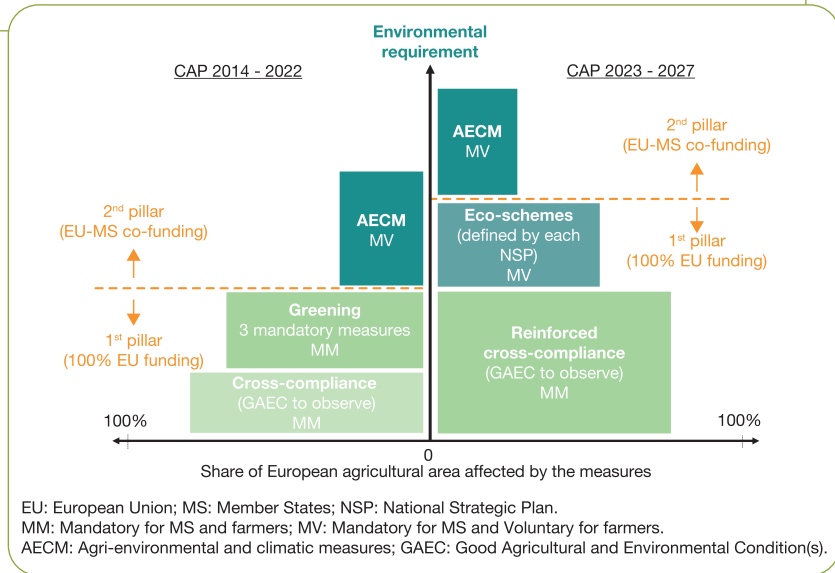 Environmental
requirement
CAP 2014 - 2022
CAP 2023 - 2027
AECM
MV
2nd pillar
(EU-MS co-funding)
2nd pillar
(EU-MS co-funding)
AECM
MV
Eco-schemes
(defined by each
NSP)
MV
1st pillar
(100% EU funding)
Greening
3 mandatory measures
MM
1st pillar
(100% EU funding)
Reinforced
cross-compliance
(GAEC to observe)
MM
Cross-compliance
(GAEC to observe)
MM
100%
100%
0
Share of European agricultural area affected by the measures
EU: European Union; MS: Member States; NSP: National Strategic Plan.
MM: Mandatory for MS and farmers; MV: Mandatory for MS and Voluntary for farmers.
AECM: Agri-environmental and climatic measures; GAEC: Good Agricultural and Environmental Condition(s).